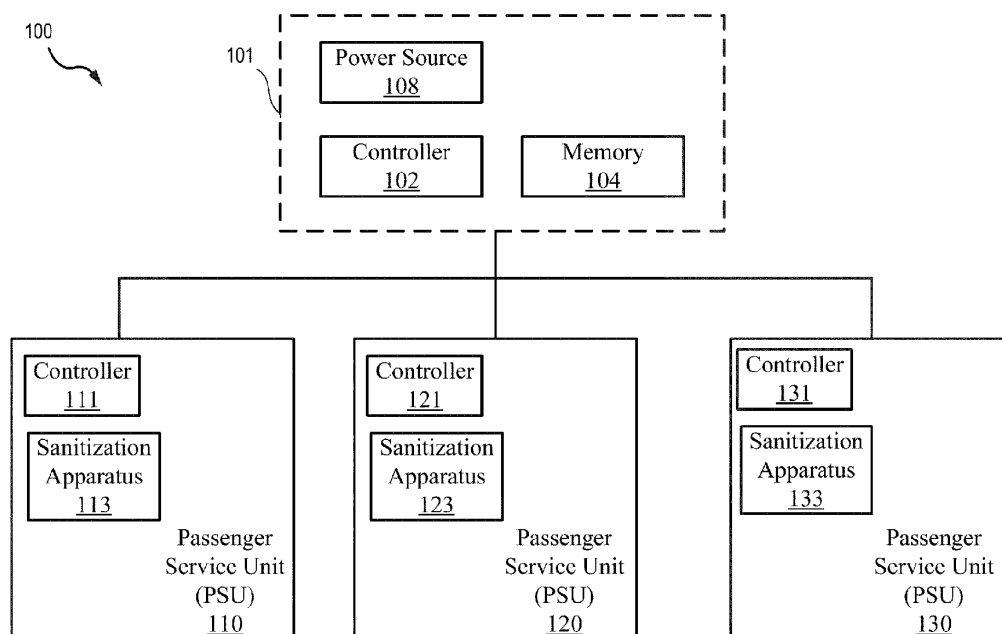 100
101
Power Source
108
Controller
102
Memory
104
Controller
111
Sanitization
Apparatus
113
Passenger
Service Unit
(PSU)
110
Controller
121
Sanitization
Apparatus
123
Passenger
Service Unit
(PSU)
120
Controller
131
Sanitization
Apparatus
133
Passenger
Service Unit
(PSU)
130